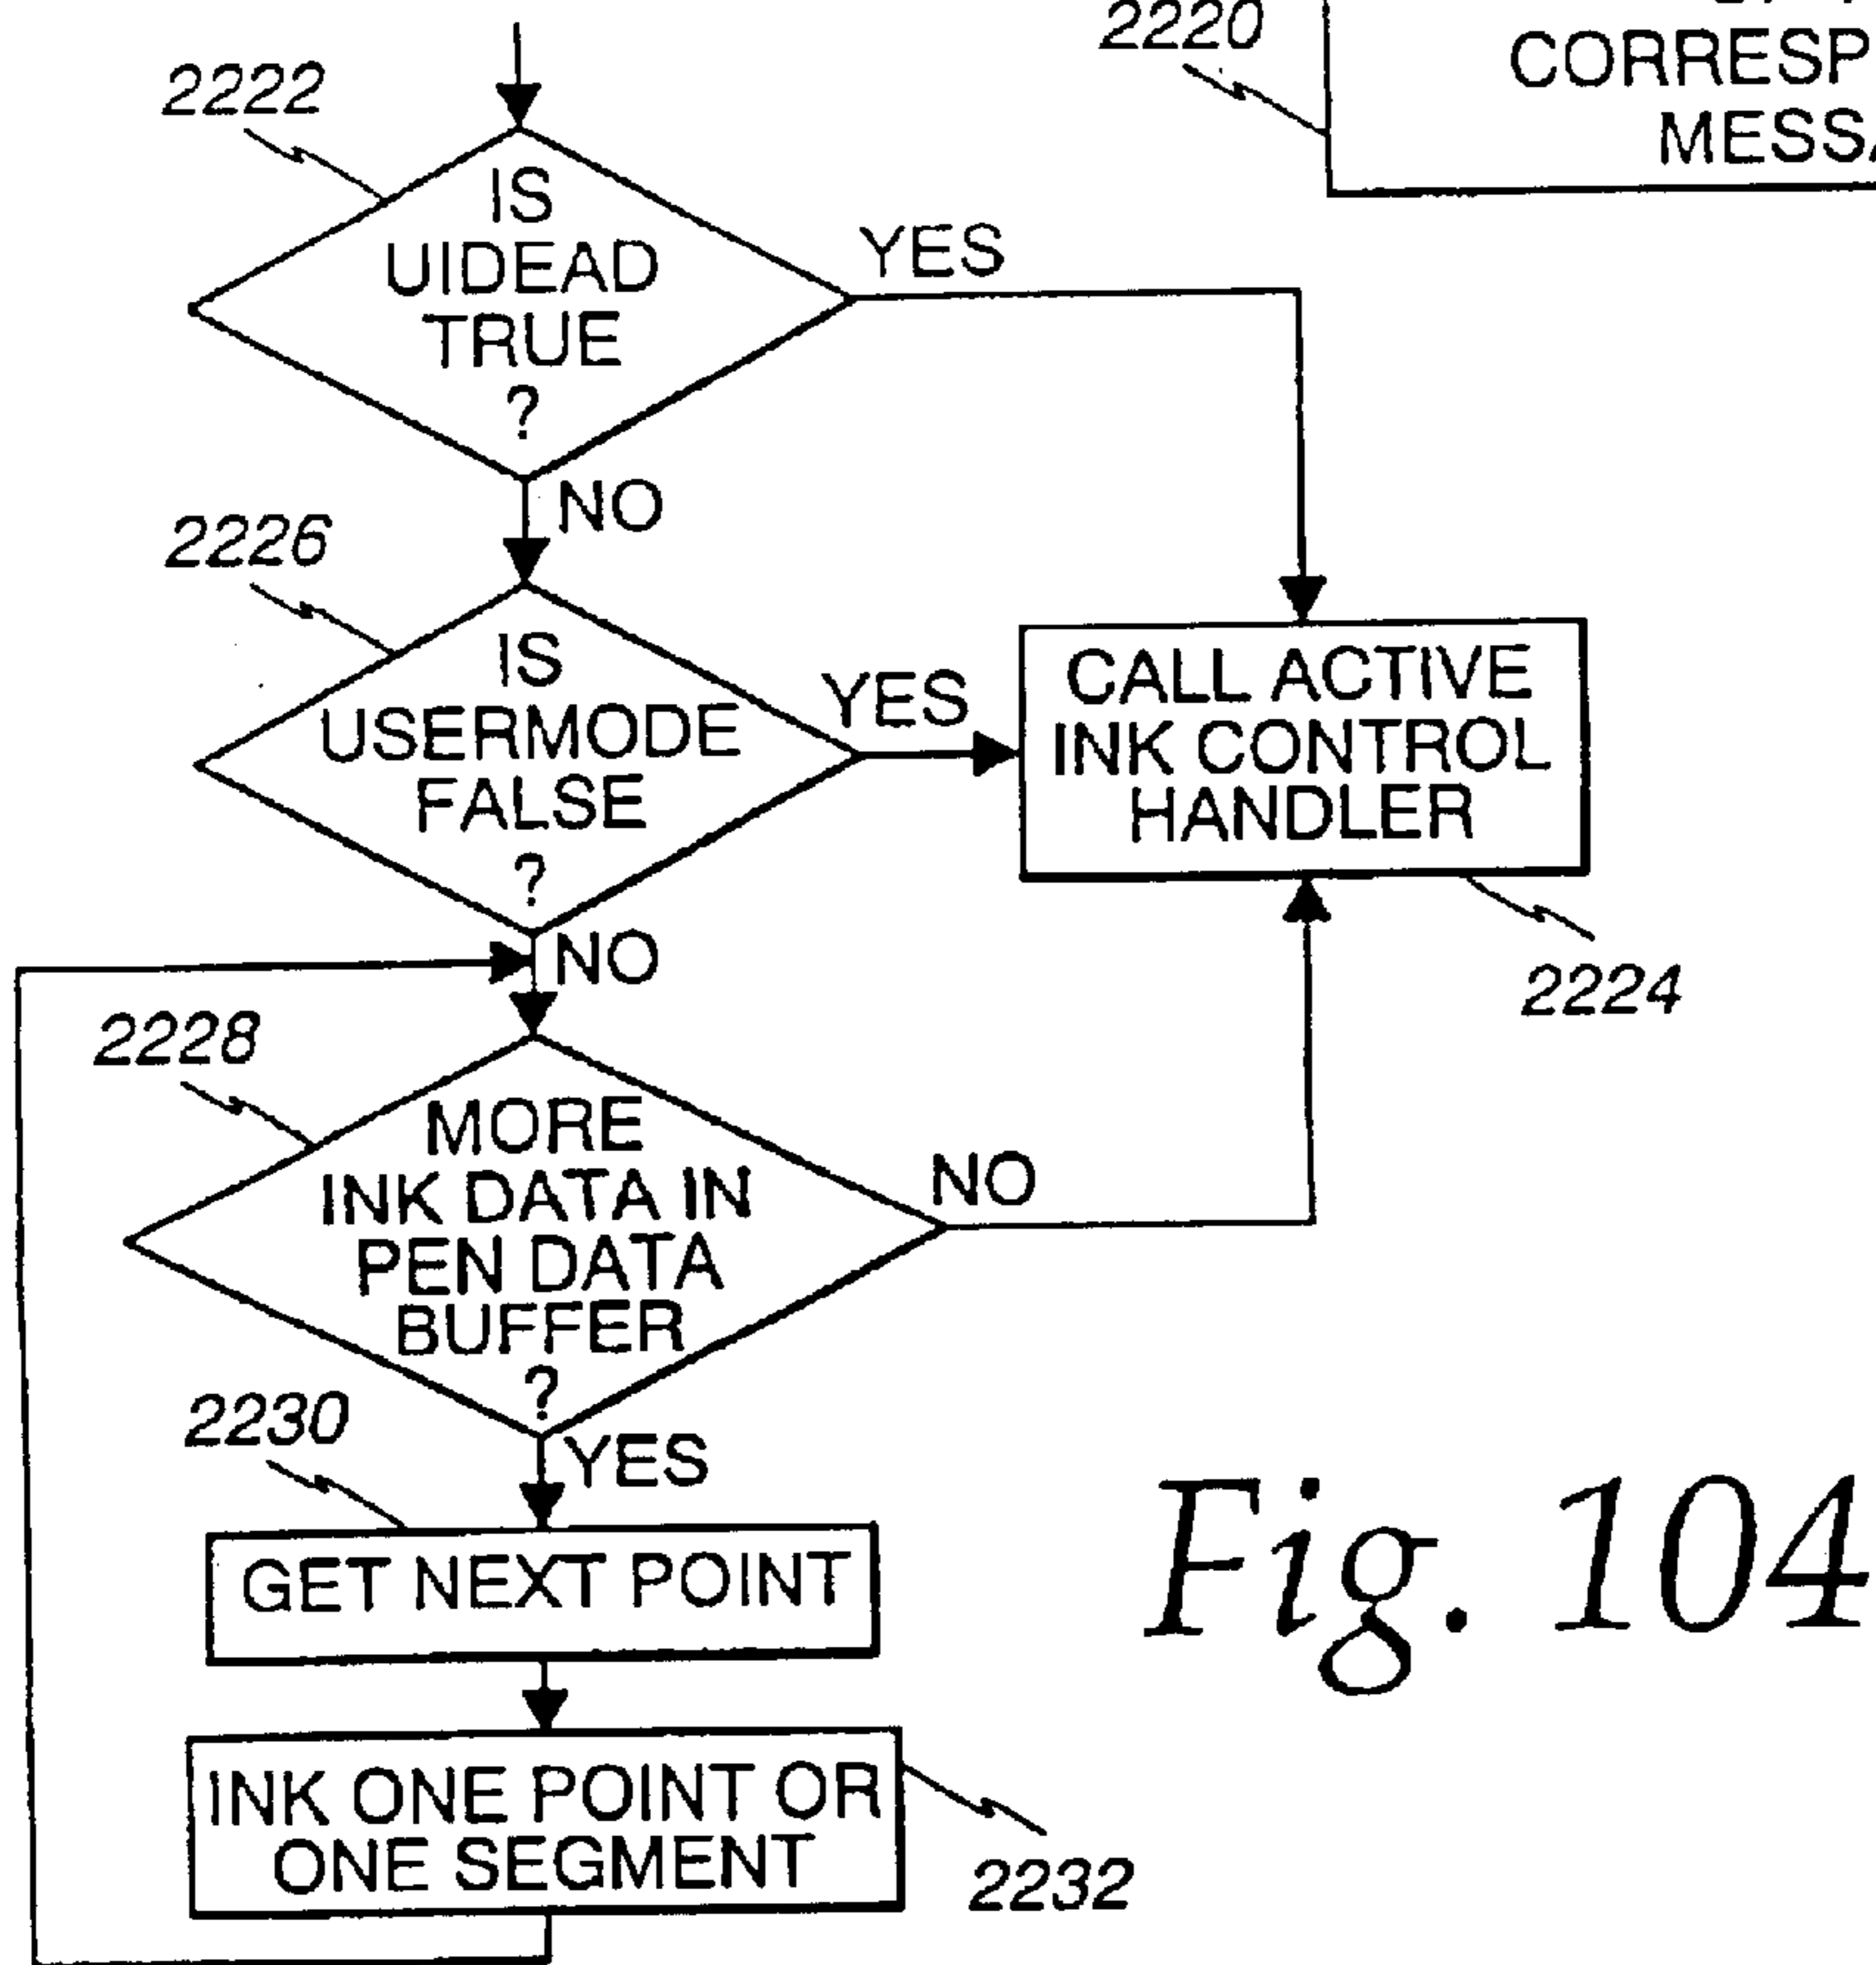 2220
2222
IS
UIDEAD
TRUE
?
YES
NO
2226
IS
USERMODE
FALSE
?
YES
CALL ACTIVE
INK CONTROL
HANDLER
2224
NO
2228
MORE
INK DATA IN
PEN DATA
BUFFER
?
NO
2230
YES
GET NEXT POINT
INK ONE POINT OR
ONE SEGMENT
2232
Fig. 104